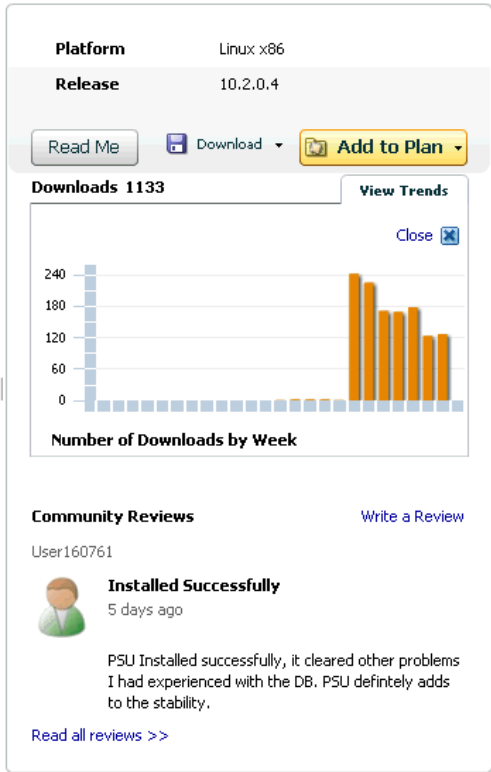 Platform Linux x86
Release 10.2.0.4
Read Me Download Add to Plan
Downloads 1133 View Trends
Close
240
180
120
60
0
Number of Downloads by Week
Community Reviews Write a Review
User160761
Installed Successfully
5 days ago
PSU Installed successfully, it cleared other problems
I had experienced with the DB. PSU defintely adds
to the stability.
Read all reviews >>